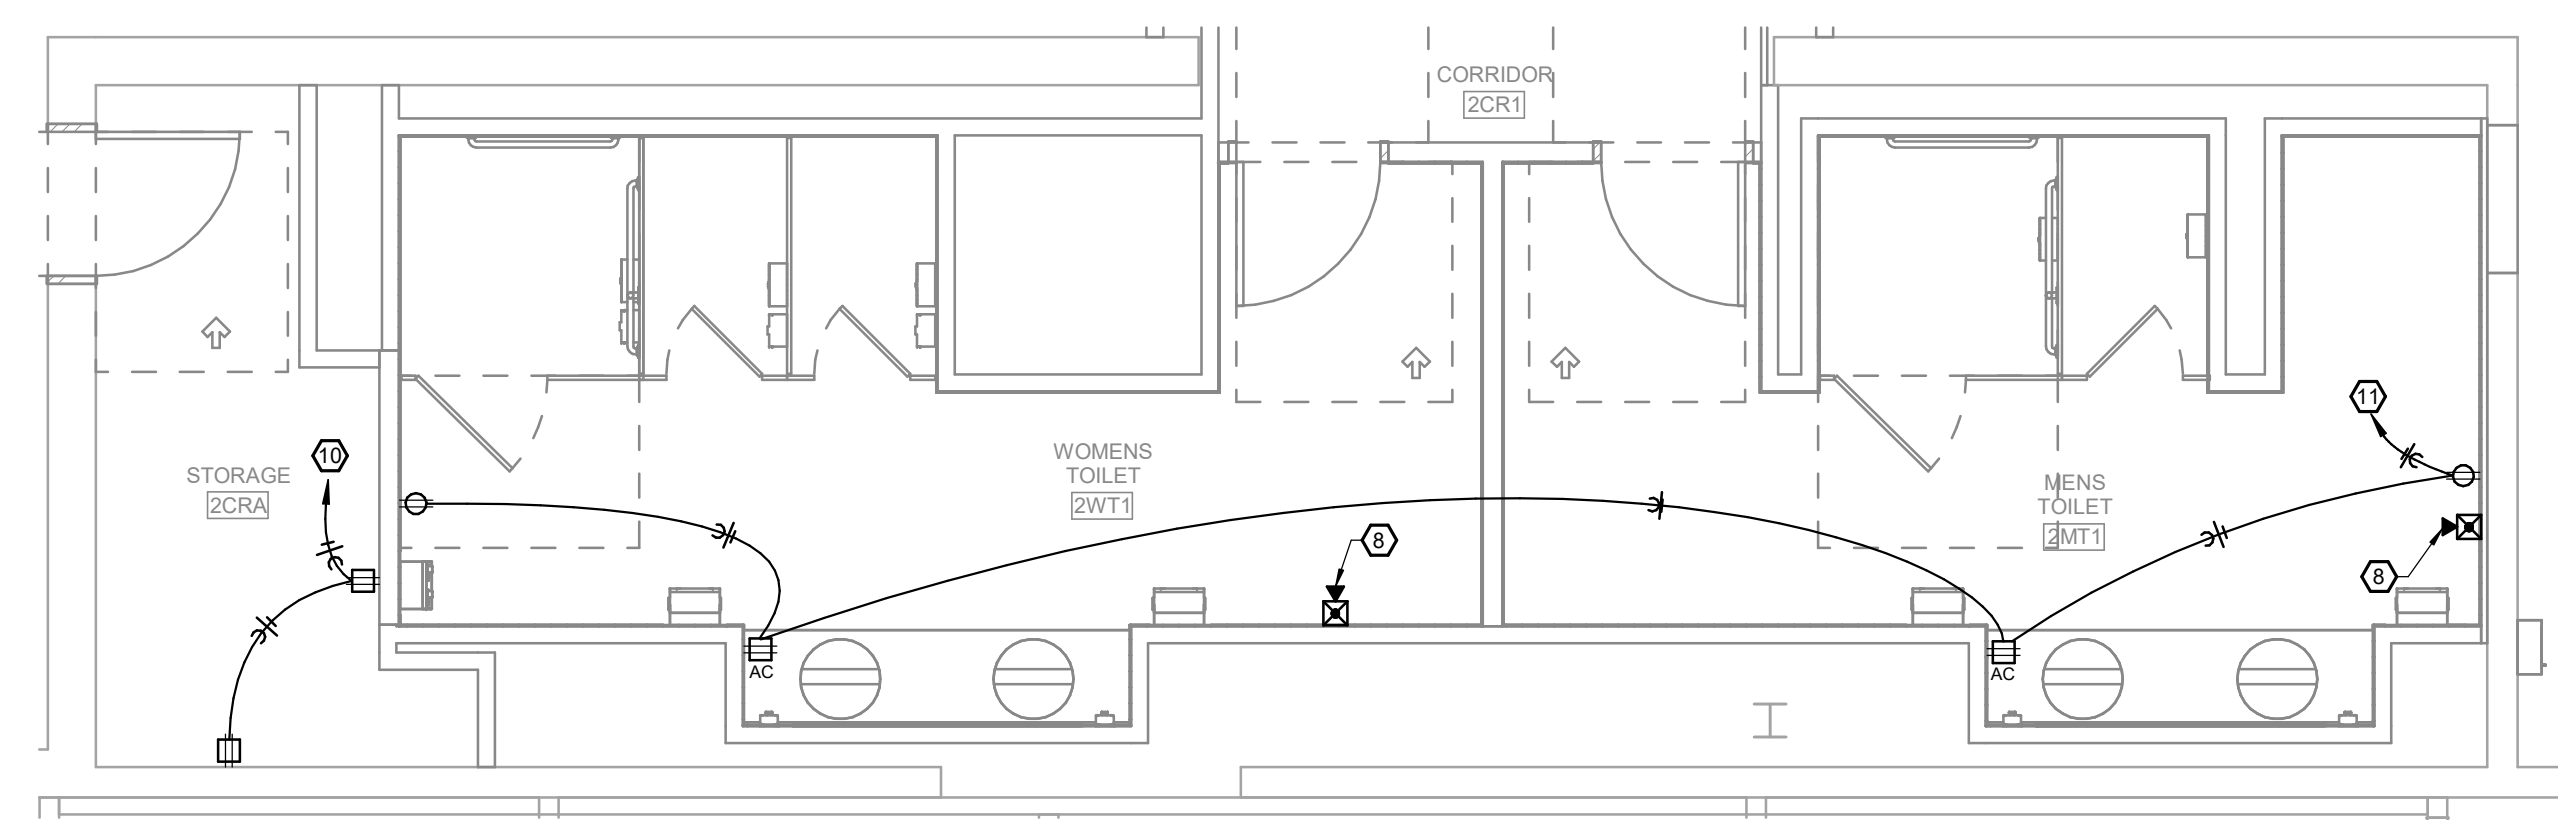 CORRIDOR
2CR1
11
10
STORAGE
2CRA
WOMENS
TOILET
2WT1
MENS
TOILET
2MT1
8
8
AC
AC